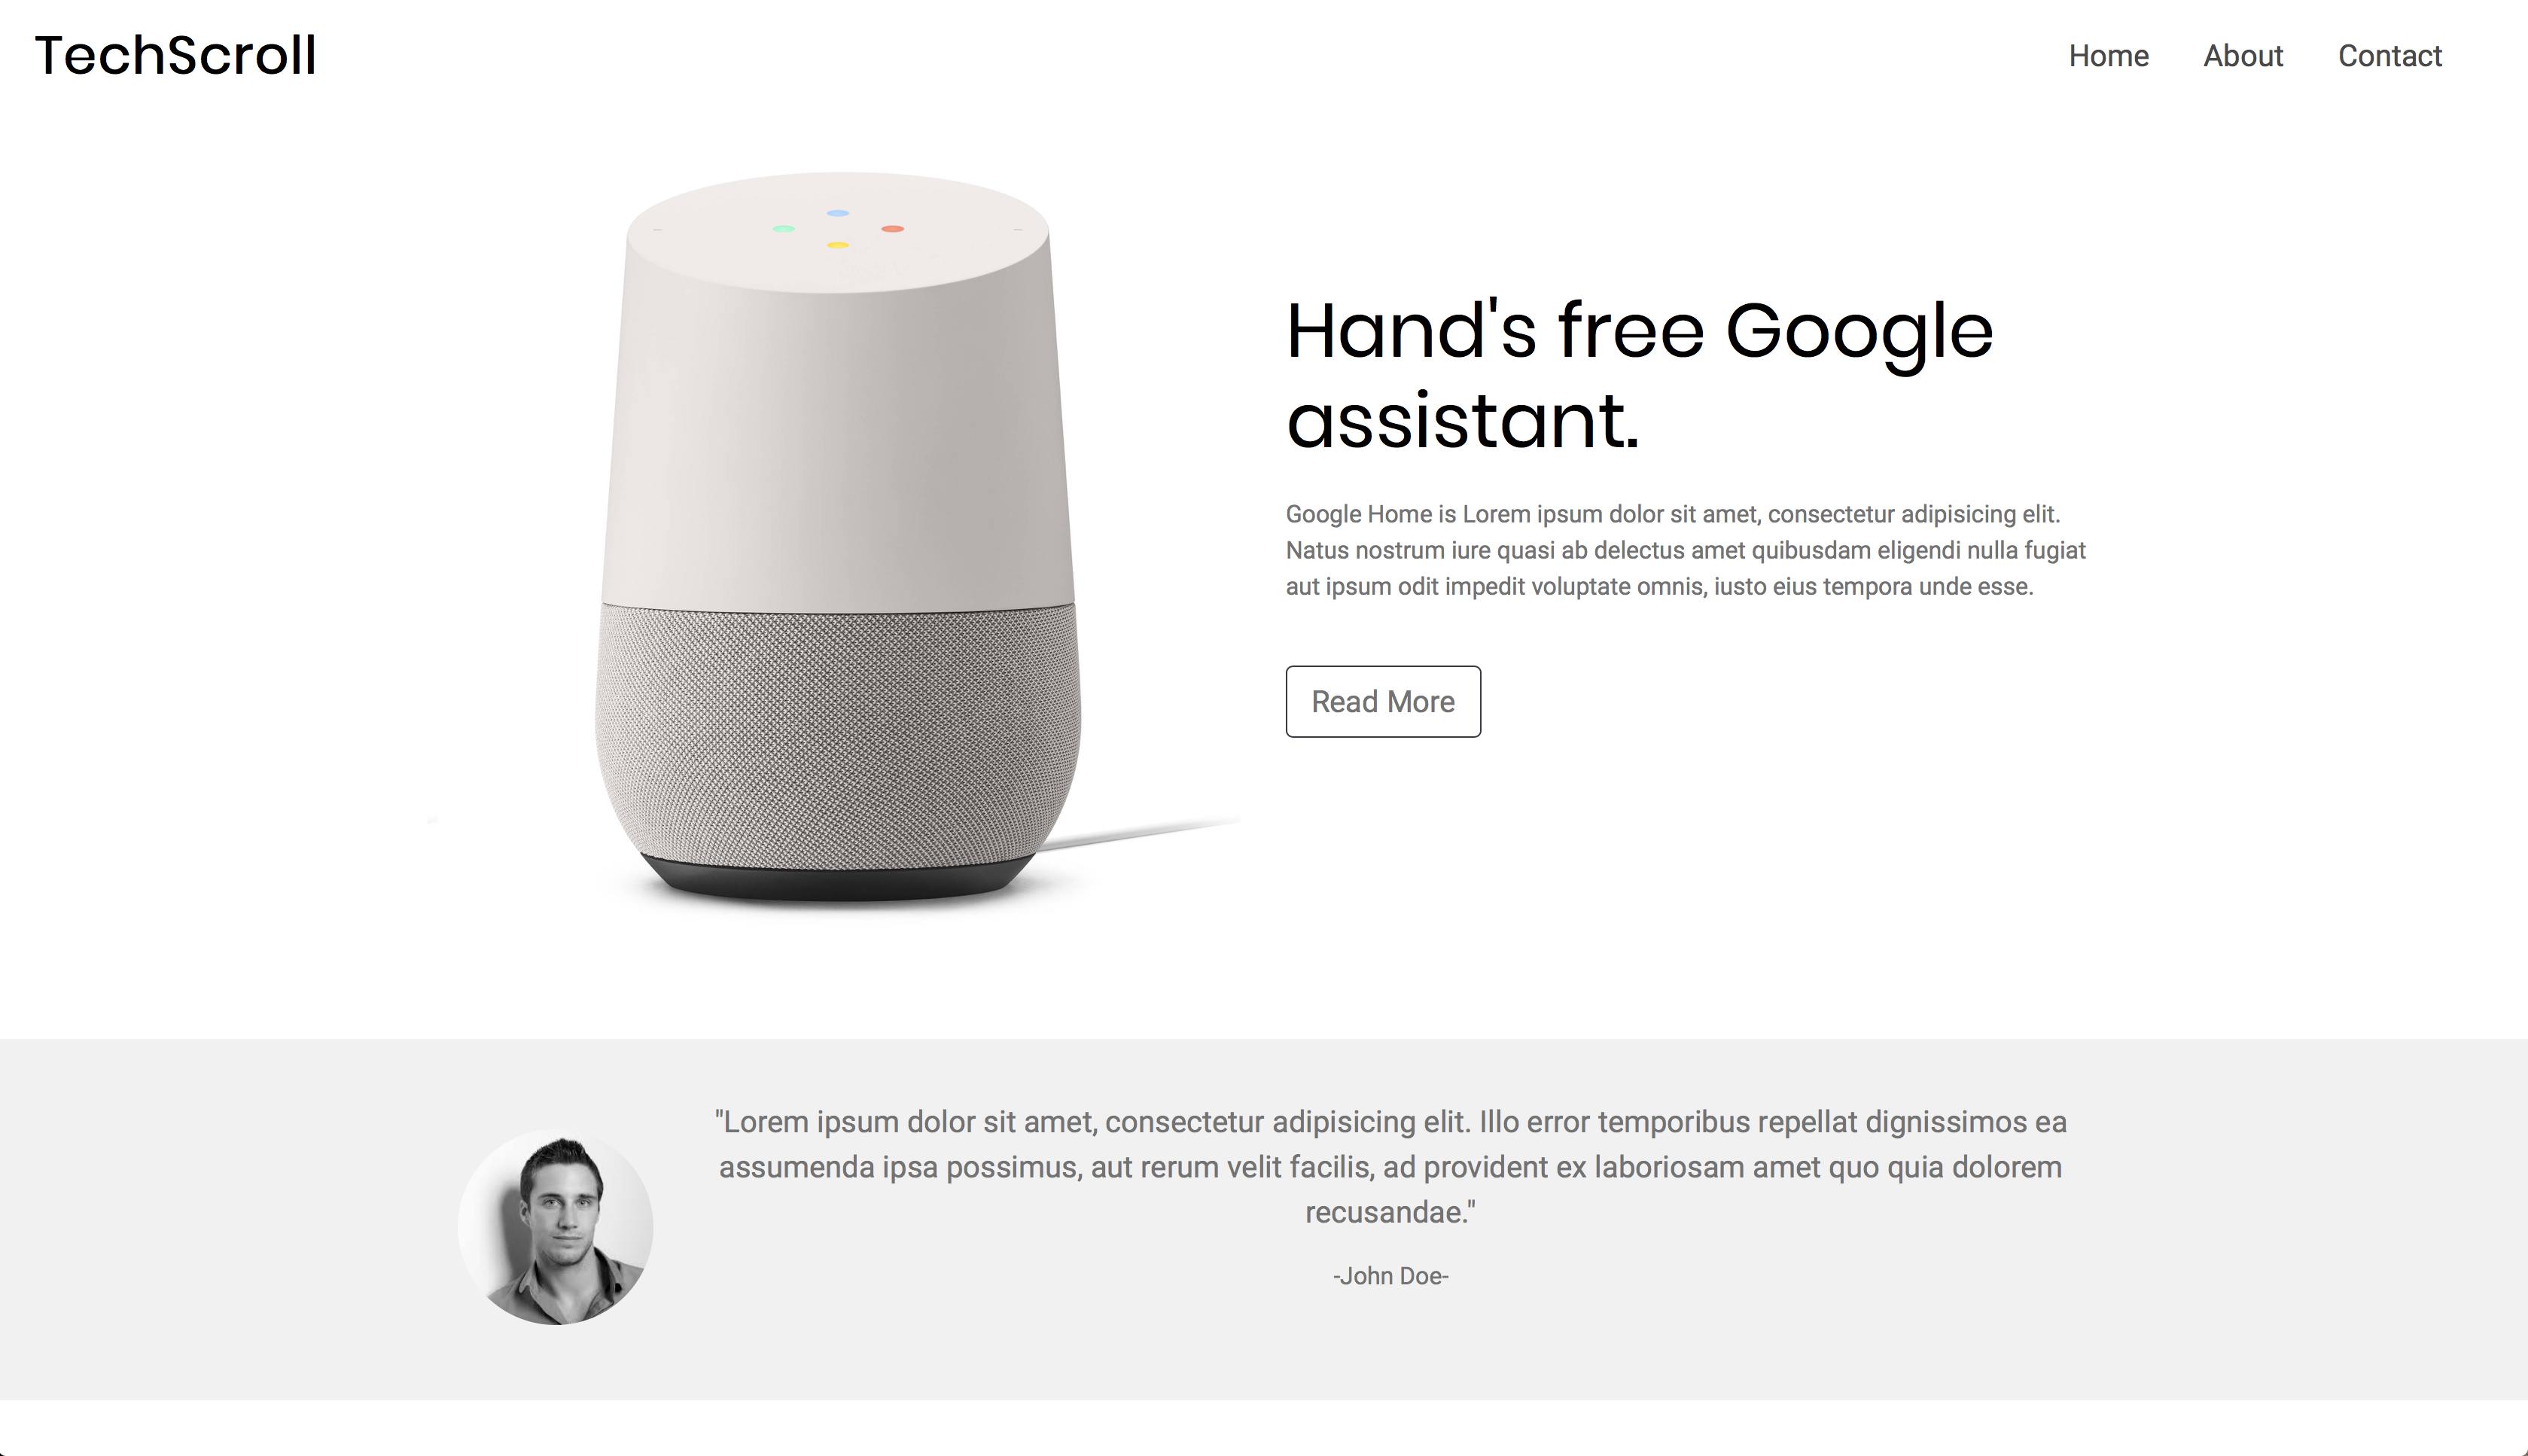 TechScroll
Home About Contact
Hand's free Google
assistant.
Google Home is Lorem ipsum dolor sit amet, consectetur adipisicing elit.
Natus nostrum iure quasi ab delectus amet quibusdam eligendi nulla fugiat
aut ipsum odit impedit voluptate omnis, iusto eius tempora unde esse.
Read More
"Lorem ipsum dolor sit amet, consectetur adipisicing elit. Illo error temporibus repellat dignissimos ea
assumenda ipsa possimus, aut rerum velit facilis, ad provident ex laboriosam amet quo quia dolorem
recusandae."
-John Doe-